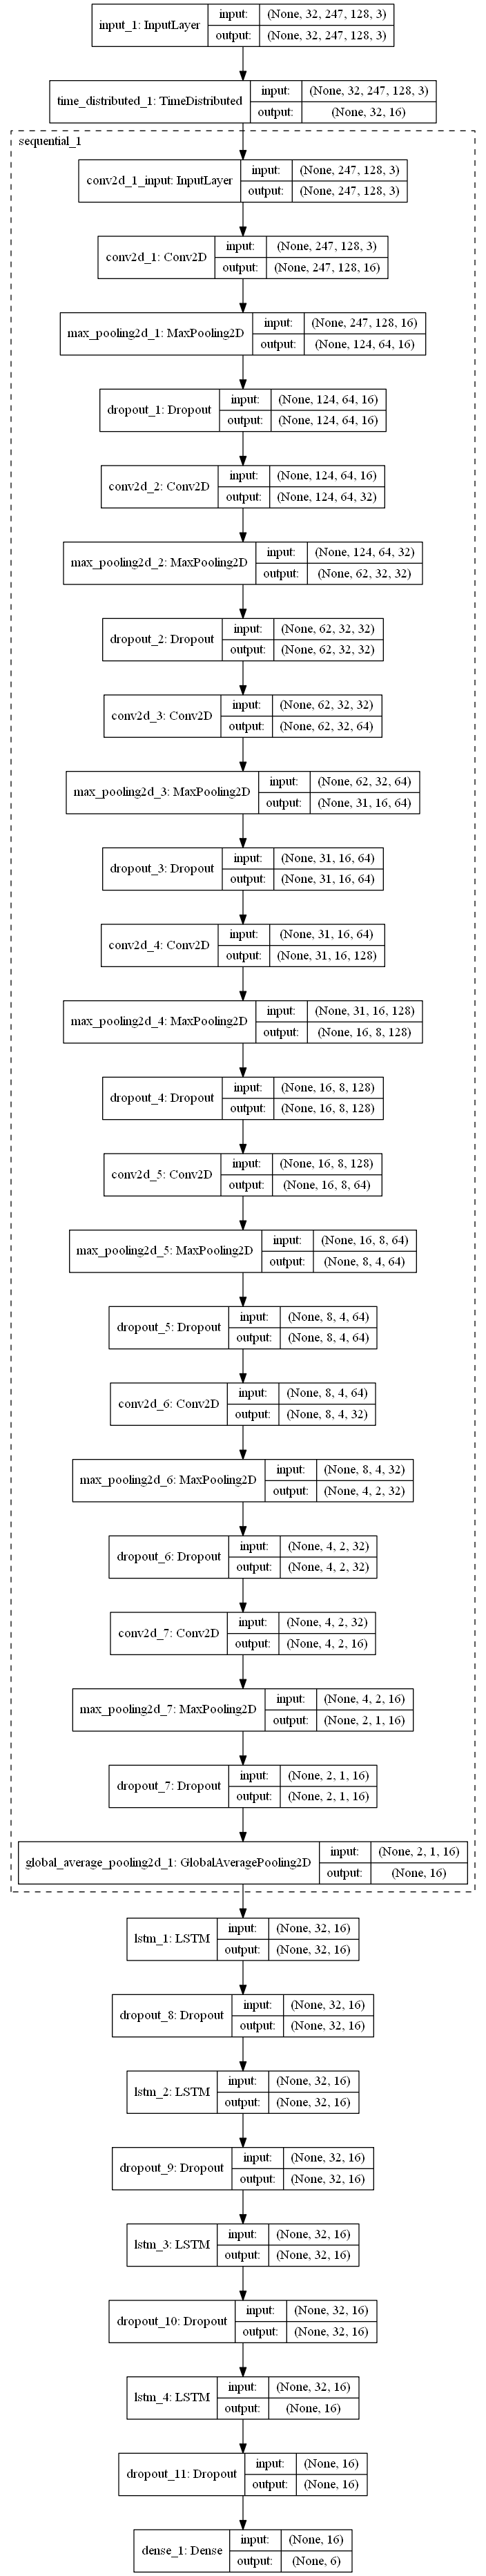 input_1: InputLayer input: (None, 32, 247, 128, 3)
output: (None, 32, 247, 128, 3)
time_distributed_1: TimeDistributed input: (None, 32, 247, 128, 3)
output: (None, 32, 16)
sequential_1
conv2d_1_input: InputLayer input: (None, 247, 128, 3)
output: (None, 247, 128, 3)
conv2d_1: Conv2D input: (None, 247, 128, 3)
output: (None, 247, 128, 16)
max_pooling2d_1: MaxPooling2D input: (None, 247, 128, 16)
output: (None, 124, 64, 16)
dropout_1: Dropout input: (None, 124, 64, 16)
output: (None, 124, 64, 16)
conv2d_2: Conv2D input: (None, 124, 64, 16)
output: (None, 124, 64, 32)
max_pooling2d_2: MaxPooling2D input: (None, 124, 64, 32)
output: (None, 62, 32, 32)
dropout_2: Dropout input: (None, 62, 32, 32)
output: (None, 62, 32, 32)
conv2d_3: Conv2D input: (None, 62, 32, 32)
output: (None, 62, 32, 64)
max_pooling2d_3: MaxPooling2D input: (None, 62, 32, 64)
output: (None, 31, 16, 64)
dropout_3: Dropout input: (None, 31, 16, 64)
output: (None, 31, 16, 64)
conv2d_4: Conv2D input: (None, 31, 16, 64)
output: (None, 31, 16, 128)
max_pooling2d_4: MaxPooling2D input: (None, 31, 16, 128)
output: (None, 16, 8, 128)
dropout_4: Dropout input: (None, 16, 8, 128)
output: (None, 16, 8, 128)
conv2d_5: Conv2D input: (None, 16, 8, 128)
output: (None, 16, 8, 64)
max_pooling2d_5: MaxPooling2D input: (None, 16, 8, 64)
output: (None, 8, 4, 64)
dropout_5: Dropout input: (None, 8, 4, 64)
output: (None, 8, 4, 64)
conv2d_6: Conv2D input: (None, 8, 4, 64)
output: (None, 8, 4, 32)
max_pooling2d_6: MaxPooling2D input: (None, 8, 4, 32)
output: (None, 4, 2, 32)
dropout_6: Dropout input: (None, 4, 2, 32)
output: (None, 4, 2, 32)
conv2d_7: Conv2D input: (None, 4, 2, 32)
output: (None, 4, 2, 16)
max_pooling2d_7: MaxPooling2D input: (None, 4, 2, 16)
output: (None, 2, 1, 16)
dropout_7: Dropout input: (None, 2, 1, 16)
output: (None, 2, 1, 16)
global_average_pooling2d_1: GlobalAveragePooling2D input: (None, 2, 1, 16)
output: (None, 16)
lstm_1: LSTM input: (None, 32, 16)
output: (None, 32, 16)
dropout_8: Dropout input: (None, 32, 16)
output: (None, 32, 16)
lstm_2: LSTM input: (None, 32, 16)
output: (None, 32, 16)
dropout_9: Dropout input: (None, 32, 16)
output: (None, 32, 16)
lstm_3: LSTM input: (None, 32, 16)
output: (None, 32, 16)
dropout_10: Dropout input: (None, 32, 16)
output: (None, 32, 16)
lstm_4: LSTM input: (None, 32, 16)
output: (None, 16)
dropout_11: Dropout input: (None, 16)
output: (None, 16)
dense_1: Dense input: (None, 16)
output: (None, 6)